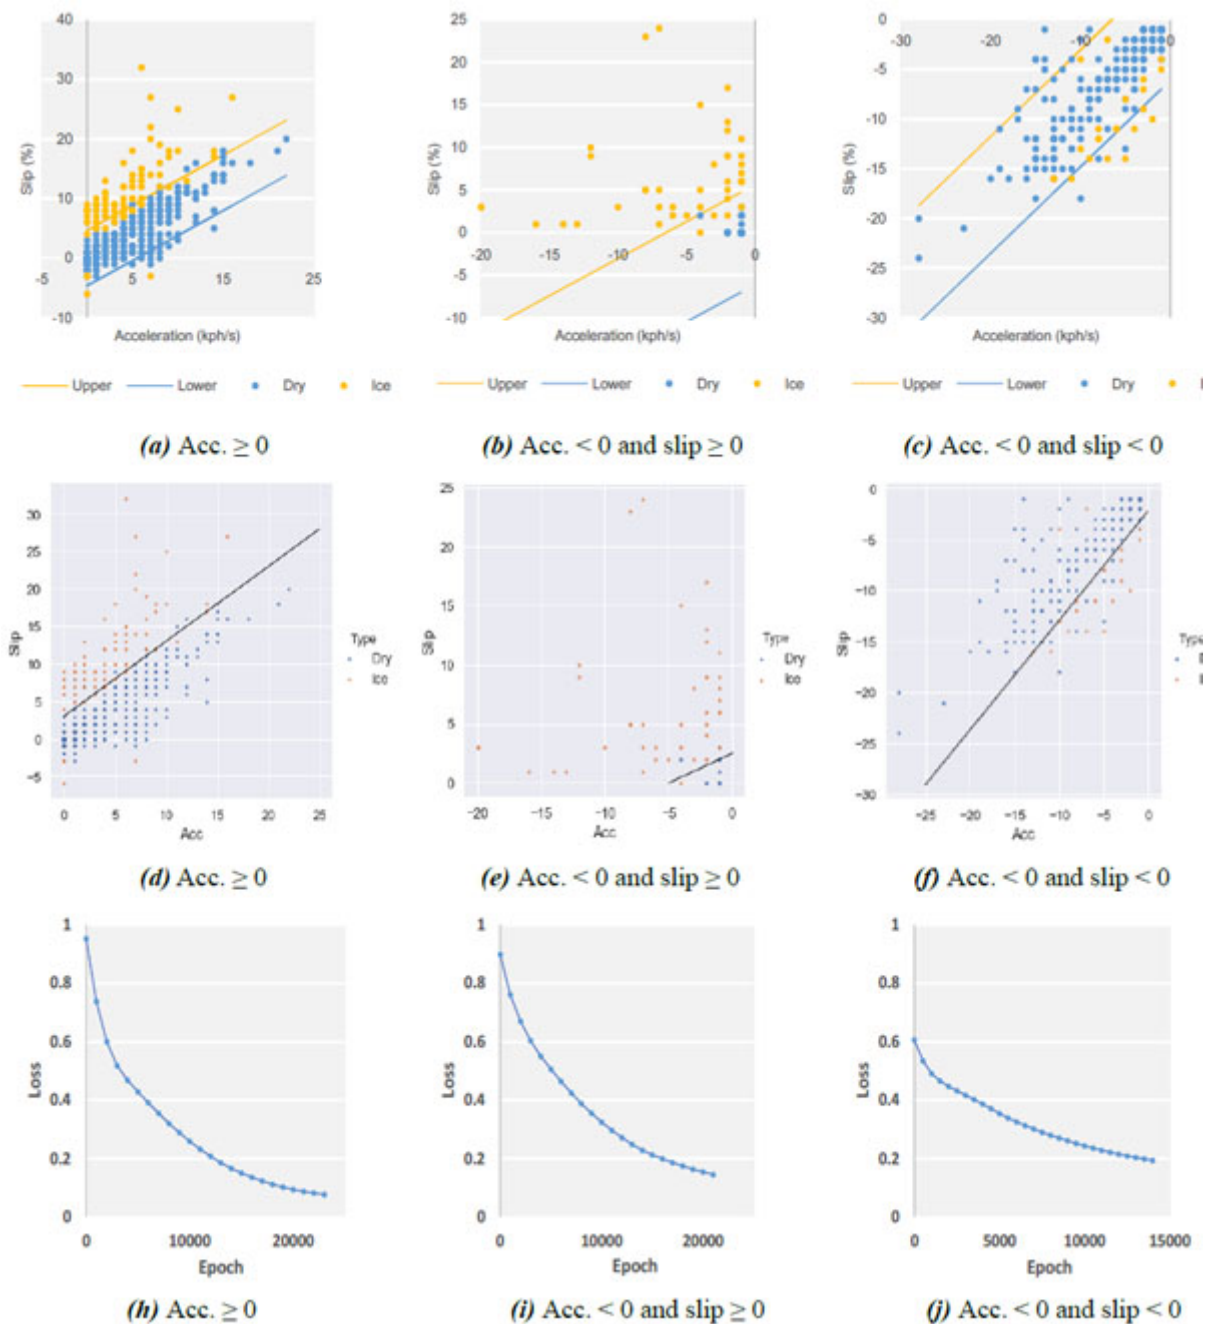 40
30
20
10
0
-10
-5
5
15
25
Slip (%)
Acceleration (kph/s)
Upper Lower Dry Ice
(a) Acc. ≥ 0
25
20
15
10
5
0
-5
-10
-20
-15
-10
-5
0
Slip (%)
Acceleration (kph/s)
Upper Lower Dry Ice
(b) Acc. < 0 and slip ≥ 0
0
-5
-10
-15
-20
-25
-30
-30
-20
-10
0
Slip (%)
Acceleration (kph/s)
Upper Lower Dry I
(c) Acc. < 0 and slip < 0
30
25
20
15
10
5
0
−5
Slip
0 5 10 15 20 25
Acc
Type
Dry
Ice
(d) Acc. ≥ 0
25
20
15
10
5
0
Slip
−20 −15 −10 −5 0
Acc
Type
Dry
Ice
(e) Acc. < 0 and slip ≥ 0
0
−5
−10
−15
−20
−25
−30
Slip
−25 −20 −15 −10 −5 0
Acc
Type
(f) Acc. < 0 and slip < 0
1
0.8
0.6
0.4
0.2
0
Loss
0 10000 20000
Epoch
(h) Acc. ≥ 0
1
0.8
0.6
0.4
0.2
0
Loss
0 10000 20000
Epoch
(i) Acc. < 0 and slip ≥ 0
1
0.8
0.6
0.4
0.2
0
Loss
0 5000 10000 15000
Epoch
(j) Acc. < 0 and slip < 0